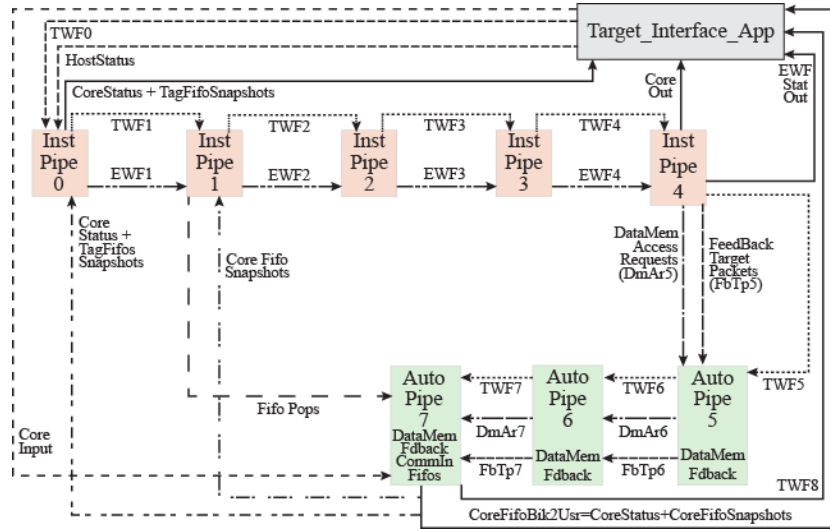 TWF0
Target_Interface_App
HostStatus
CoreStatus + TagFifoSnapshots
Core
Out
EWF
Stat
Out
TWF1
TWF2
TWF3
TWF4
Inst
Pipe
0
Inst
Pipe
1
Inst
Pipe
2
Inst
Pipe
3
Inst
Pipe
4
EWF1
EWF2
EWF3
EWF4
Core
Status +
TagFifos
Snapshots
Core Fifo
Snapshots
DataMem
Access
Requests
(DmAr5)
FeedBack
Target
Packets
(FbTp5)
Auto
Pipe
7
DataMem
Fdback
CommIn
Fifos
Auto
Pipe
6
DataMem
Fdback
Auto
Pipe
5
DataMem
Fdback
TWF7
TWF6
TWF5
Fifo Pops
DmAr7
DmAr6
Core
Input
FbTp7
FbTp6
TWF8
CoreFifoBik2Usr=CoreStatus+CoreFifoSnapshots